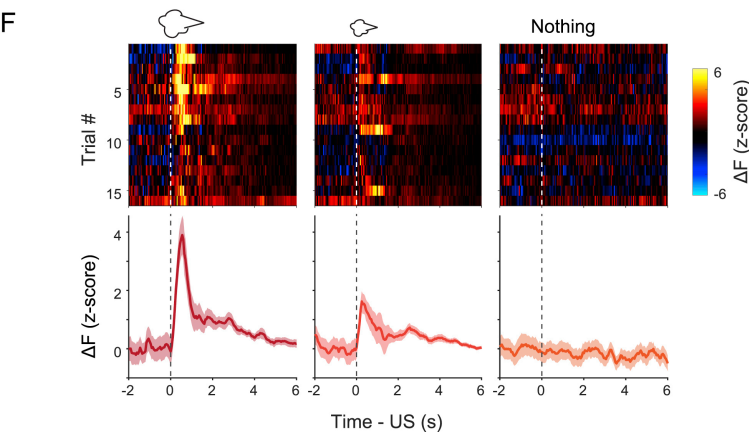 F
Nothing
Trial #
5
10
15
6
-6
ΔF (z-score)
ΔF (z-score)
4
2
0
-2 0 2 4 6
-2 0 2 4 6
-2 0 2 4 6
Time - US (s)